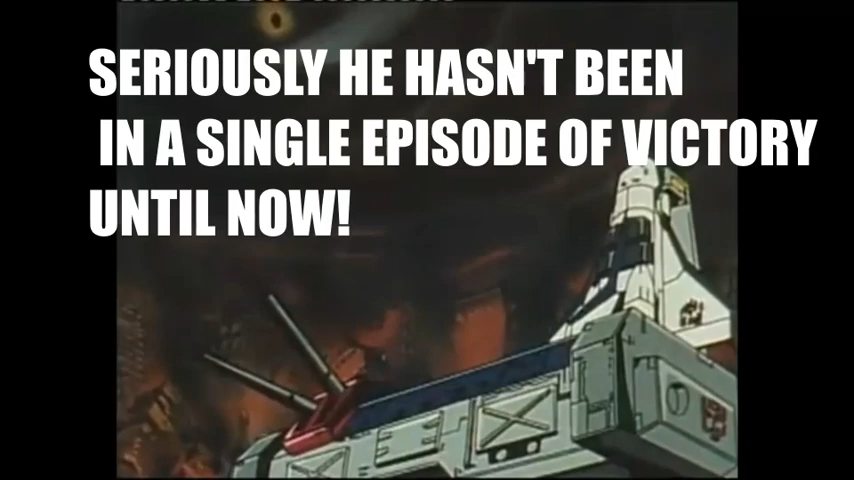 SERIOUSLY HE HASN'T BEEN
IN A SINGLE EPISODE OF VICTORY
UNTIL NOW!